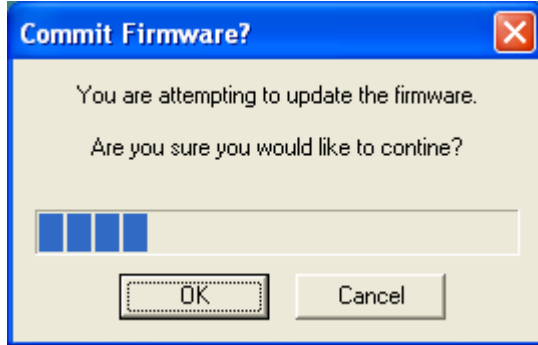 Commit Firmware?
You are attempting to update the firmware.
Are you sure you would like to contine?
OK
Cancel